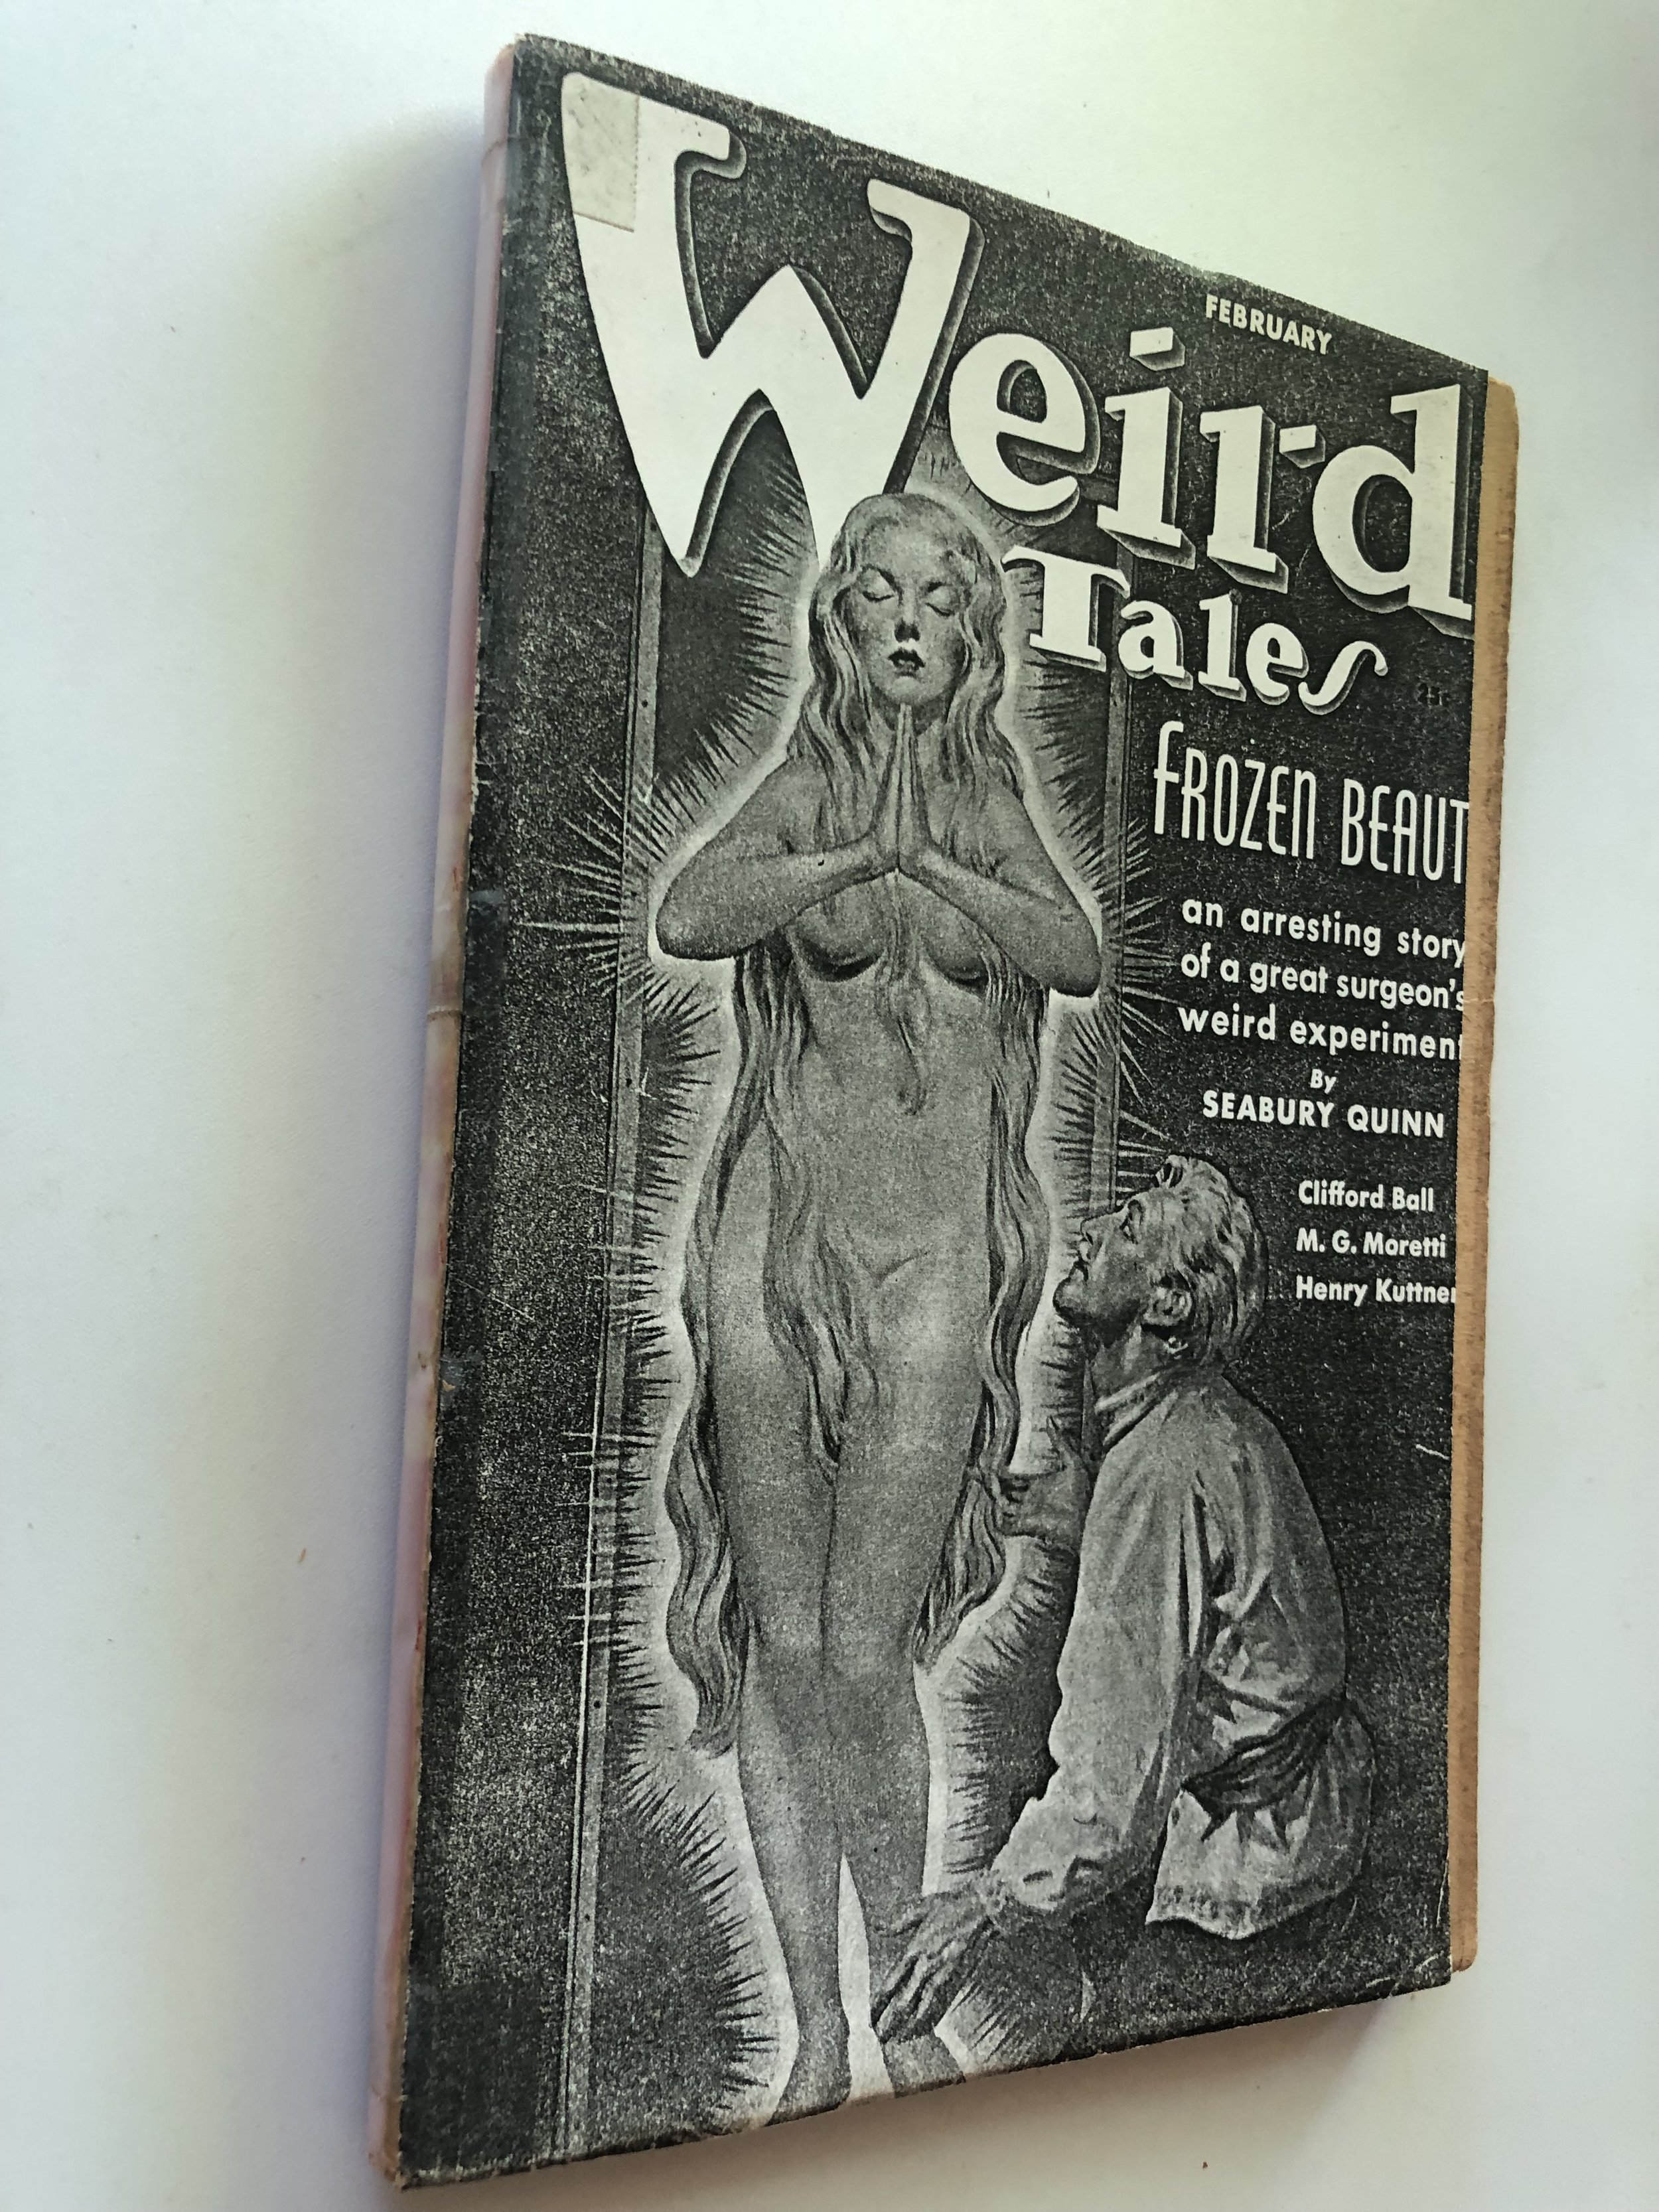 FEBRUARY
Weird
Tales
25c
FROZEN BEAUT
an arresting story
of a great surgeon's
weird experiment
By
SEABURY QUINN
Clifford Ball
M. G. Moretti
Henry Kuttner